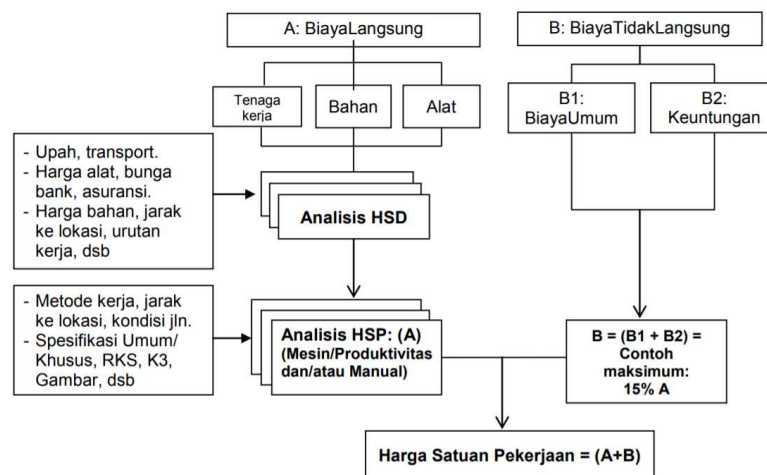 A: BiayaLangsung
B: BiayaTidakLangsung
Tenaga
kerja
Bahan
Alat
B1:
BiayaUmum
B2:
Keuntungan
- Upah, transport.
- Harga alat, bunga
bank, asuransi.
- Harga bahan, jarak
ke lokasi, urutan
kerja, dsb
Analisis HSD
- Metode kerja, jarak
ke lokasi, kondisi jln.
- Spesifikasi Umum/
Khusus, RKS, K3,
Gambar, dsb
Analisis HSP: (A)
(Mesin/Produktivitas
dan/atau Manual)
B = (B1 + B2) =
Contoh
maksimum:
15% A
Harga Satuan Pekerjaan = (A+B)